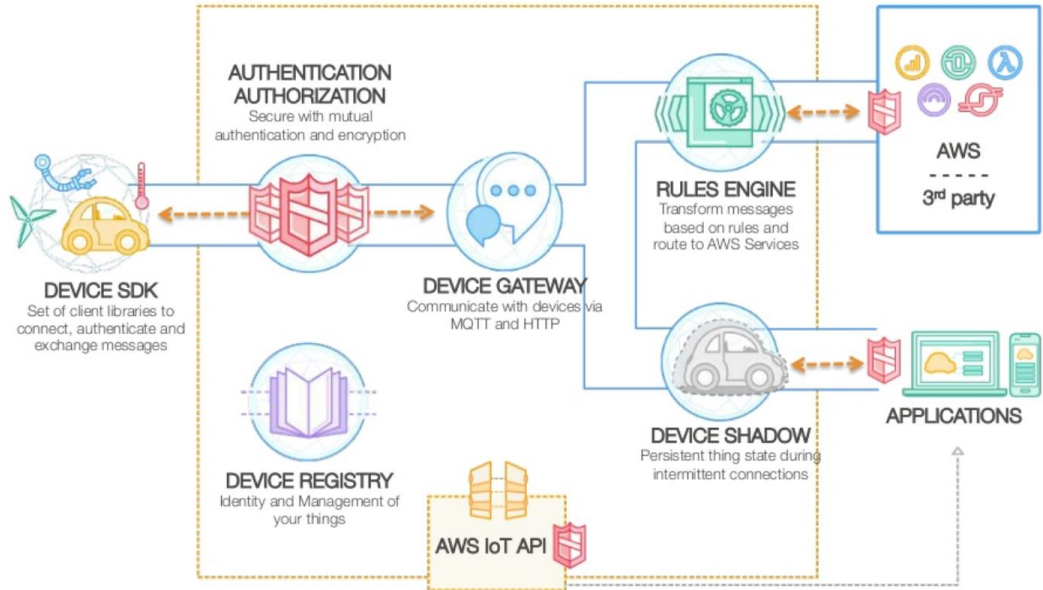 AUTHENTICATION
AUTHORIZATION
Secure with mutual
authentication and encryption
DEVICE SDK
Set of client libraries to
connect, authenticate and
exchange messages
DEVICE GATEWAY
Communicate with devices via
MQTT and HTTP
RULES ENGINE
Transform messages
based on rules and
route to AWS Services
AWS
-----
3rd party
DEVICE REGISTRY
Identity and Management of
your things
DEVICE SHADOW
Persistent thing state during
intermittent connections
APPLICATIONS
AWS IoT API